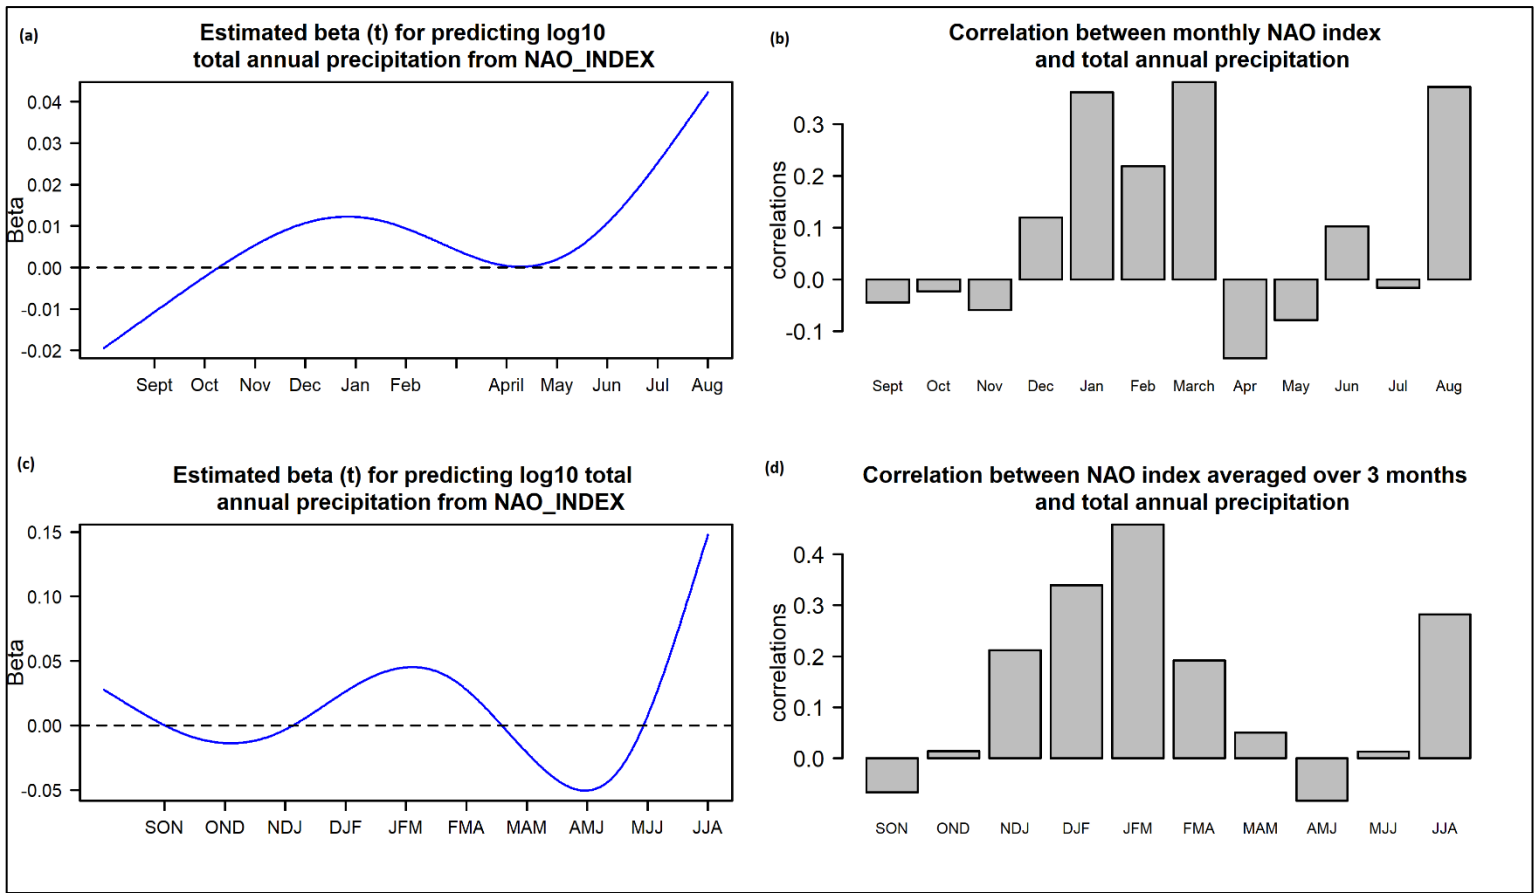 (a)
Estimated beta (t) for predicting log10
total annual precipitation from NAO_INDEX
0.04
0.03
0.02
0.01
0.00
-0.01
-0.02
Beta
Sept Oct Nov Dec Jan Feb April May Jun Jul Aug
(b)
Correlation between monthly NAO index
and total annual precipitation
0.3
0.2
0.1
0.0
-0.1
correlations
Sept Oct Nov Dec Jan Feb March Apr May Jun Jul Aug
(c)
Estimated beta (t) for predicting log10 total
annual precipitation from NAO_INDEX
0.15
0.10
0.05
0.00
-0.05
Beta
SON OND NDJ DJF JFM FMA MAM AMJ MJJ JJA
(d)
Correlation between NAO index averaged over 3 months
and total annual precipitation
0.4
0.3
0.2
0.1
0.0
correlations
SON OND NDJ DJF JFM FMA MAM AMJ MJJ JJA